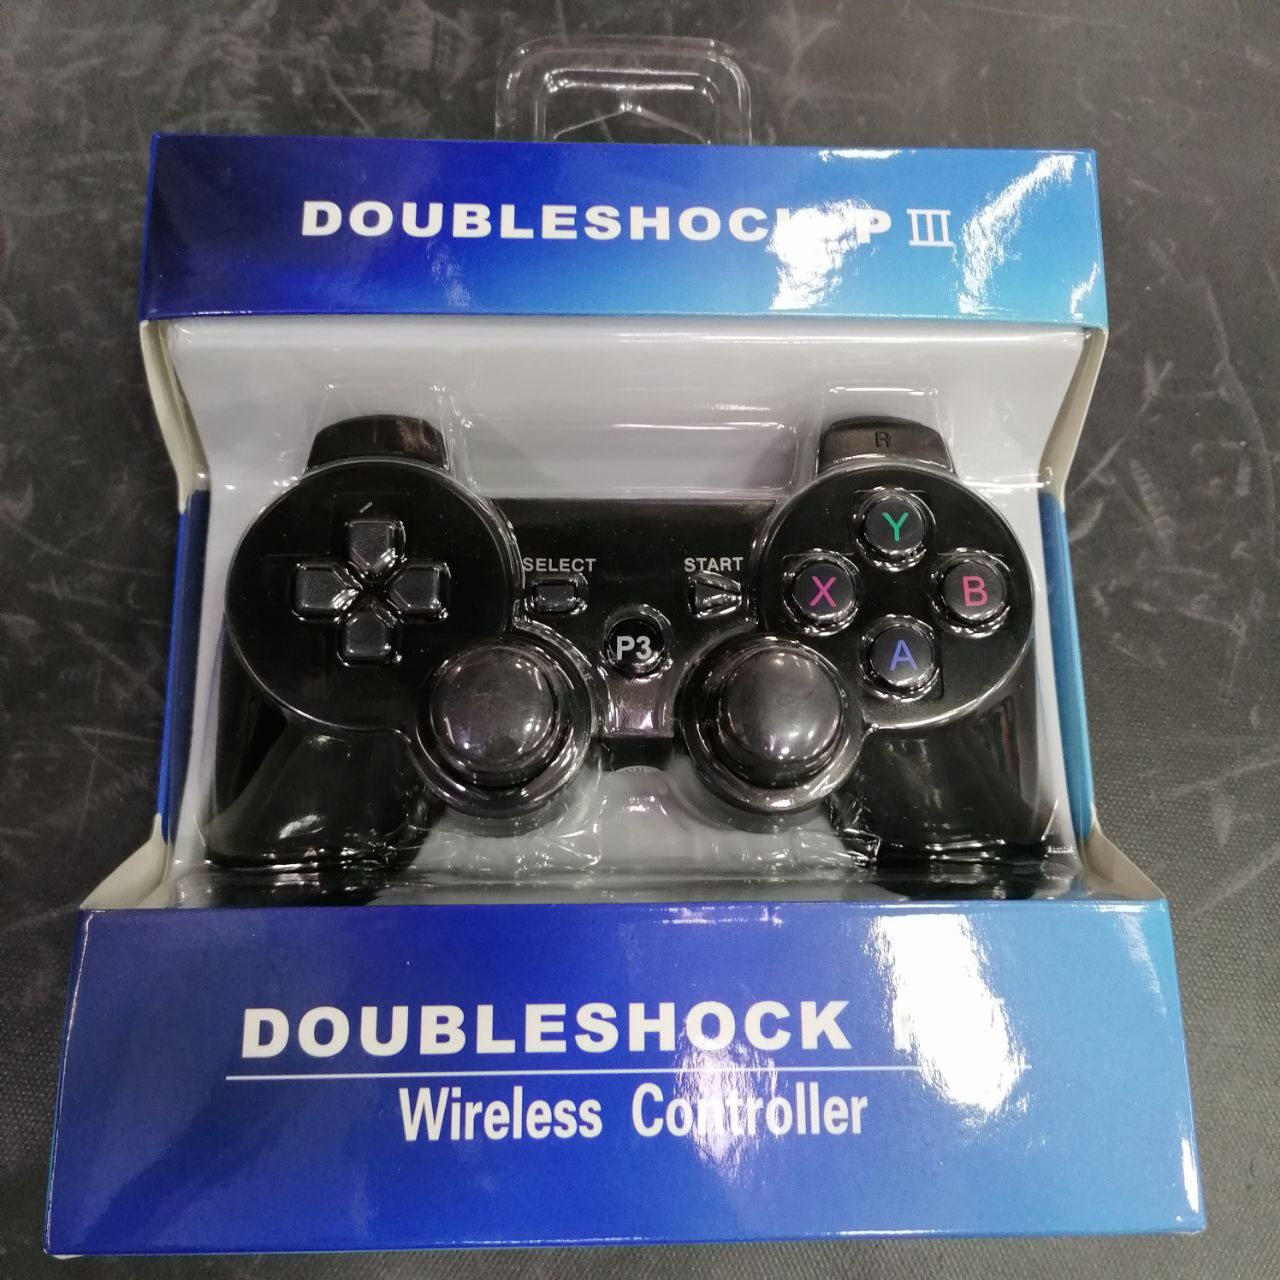 DOUBLESHOCK P III
R
SELECT START
Y
X B
P3
A
DOUBLESHOCK
Wireless Controller